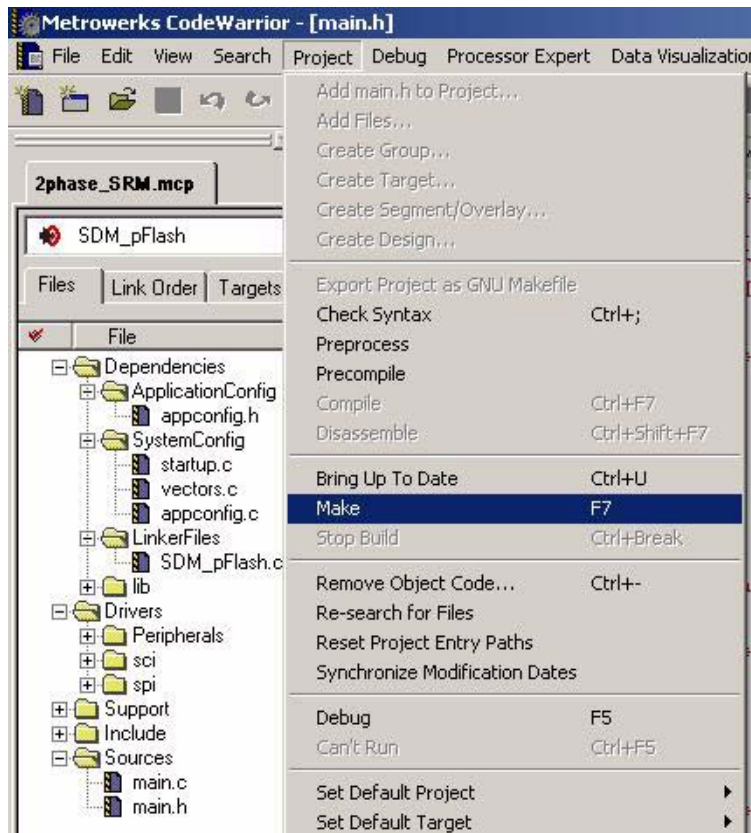 Metrowerks CodeWarrior - [main.h]
File Edit View Search Project Debug Processor Expert Data Visualization
2phase_SRM.mcp
SDM_pFlash
Files Link Order Targets
File
Dependencies
ApplicationConfig
appconfig.h
SystemConfig
startup.c
vectors.c
appconfig.c
LinkerFiles
SDM_pFlash.c
lib
Drivers
Peripherals
sci
spi
Support
Include
Sources
main.c
main.h
Add main.h to Project...
Add Files...
Create Group...
Create Target...
Create Segment/Overlay...
Create Design...
Export Project as GNU Makefile
Check Syntax Ctrl+;
Preprocess
Precompile
Compile Ctrl+F7
Disassemble Ctrl+Shift+F7
Bring Up To Date Ctrl+U
Make F7
Stop Build Ctrl+Break
Remove Object Code... Ctrl+-
Re-search for Files
Reset Project Entry Paths
Synchronize Modification Dates
Debug F5
Can't Run Ctrl+F5
Set Default Project
Set Default Target